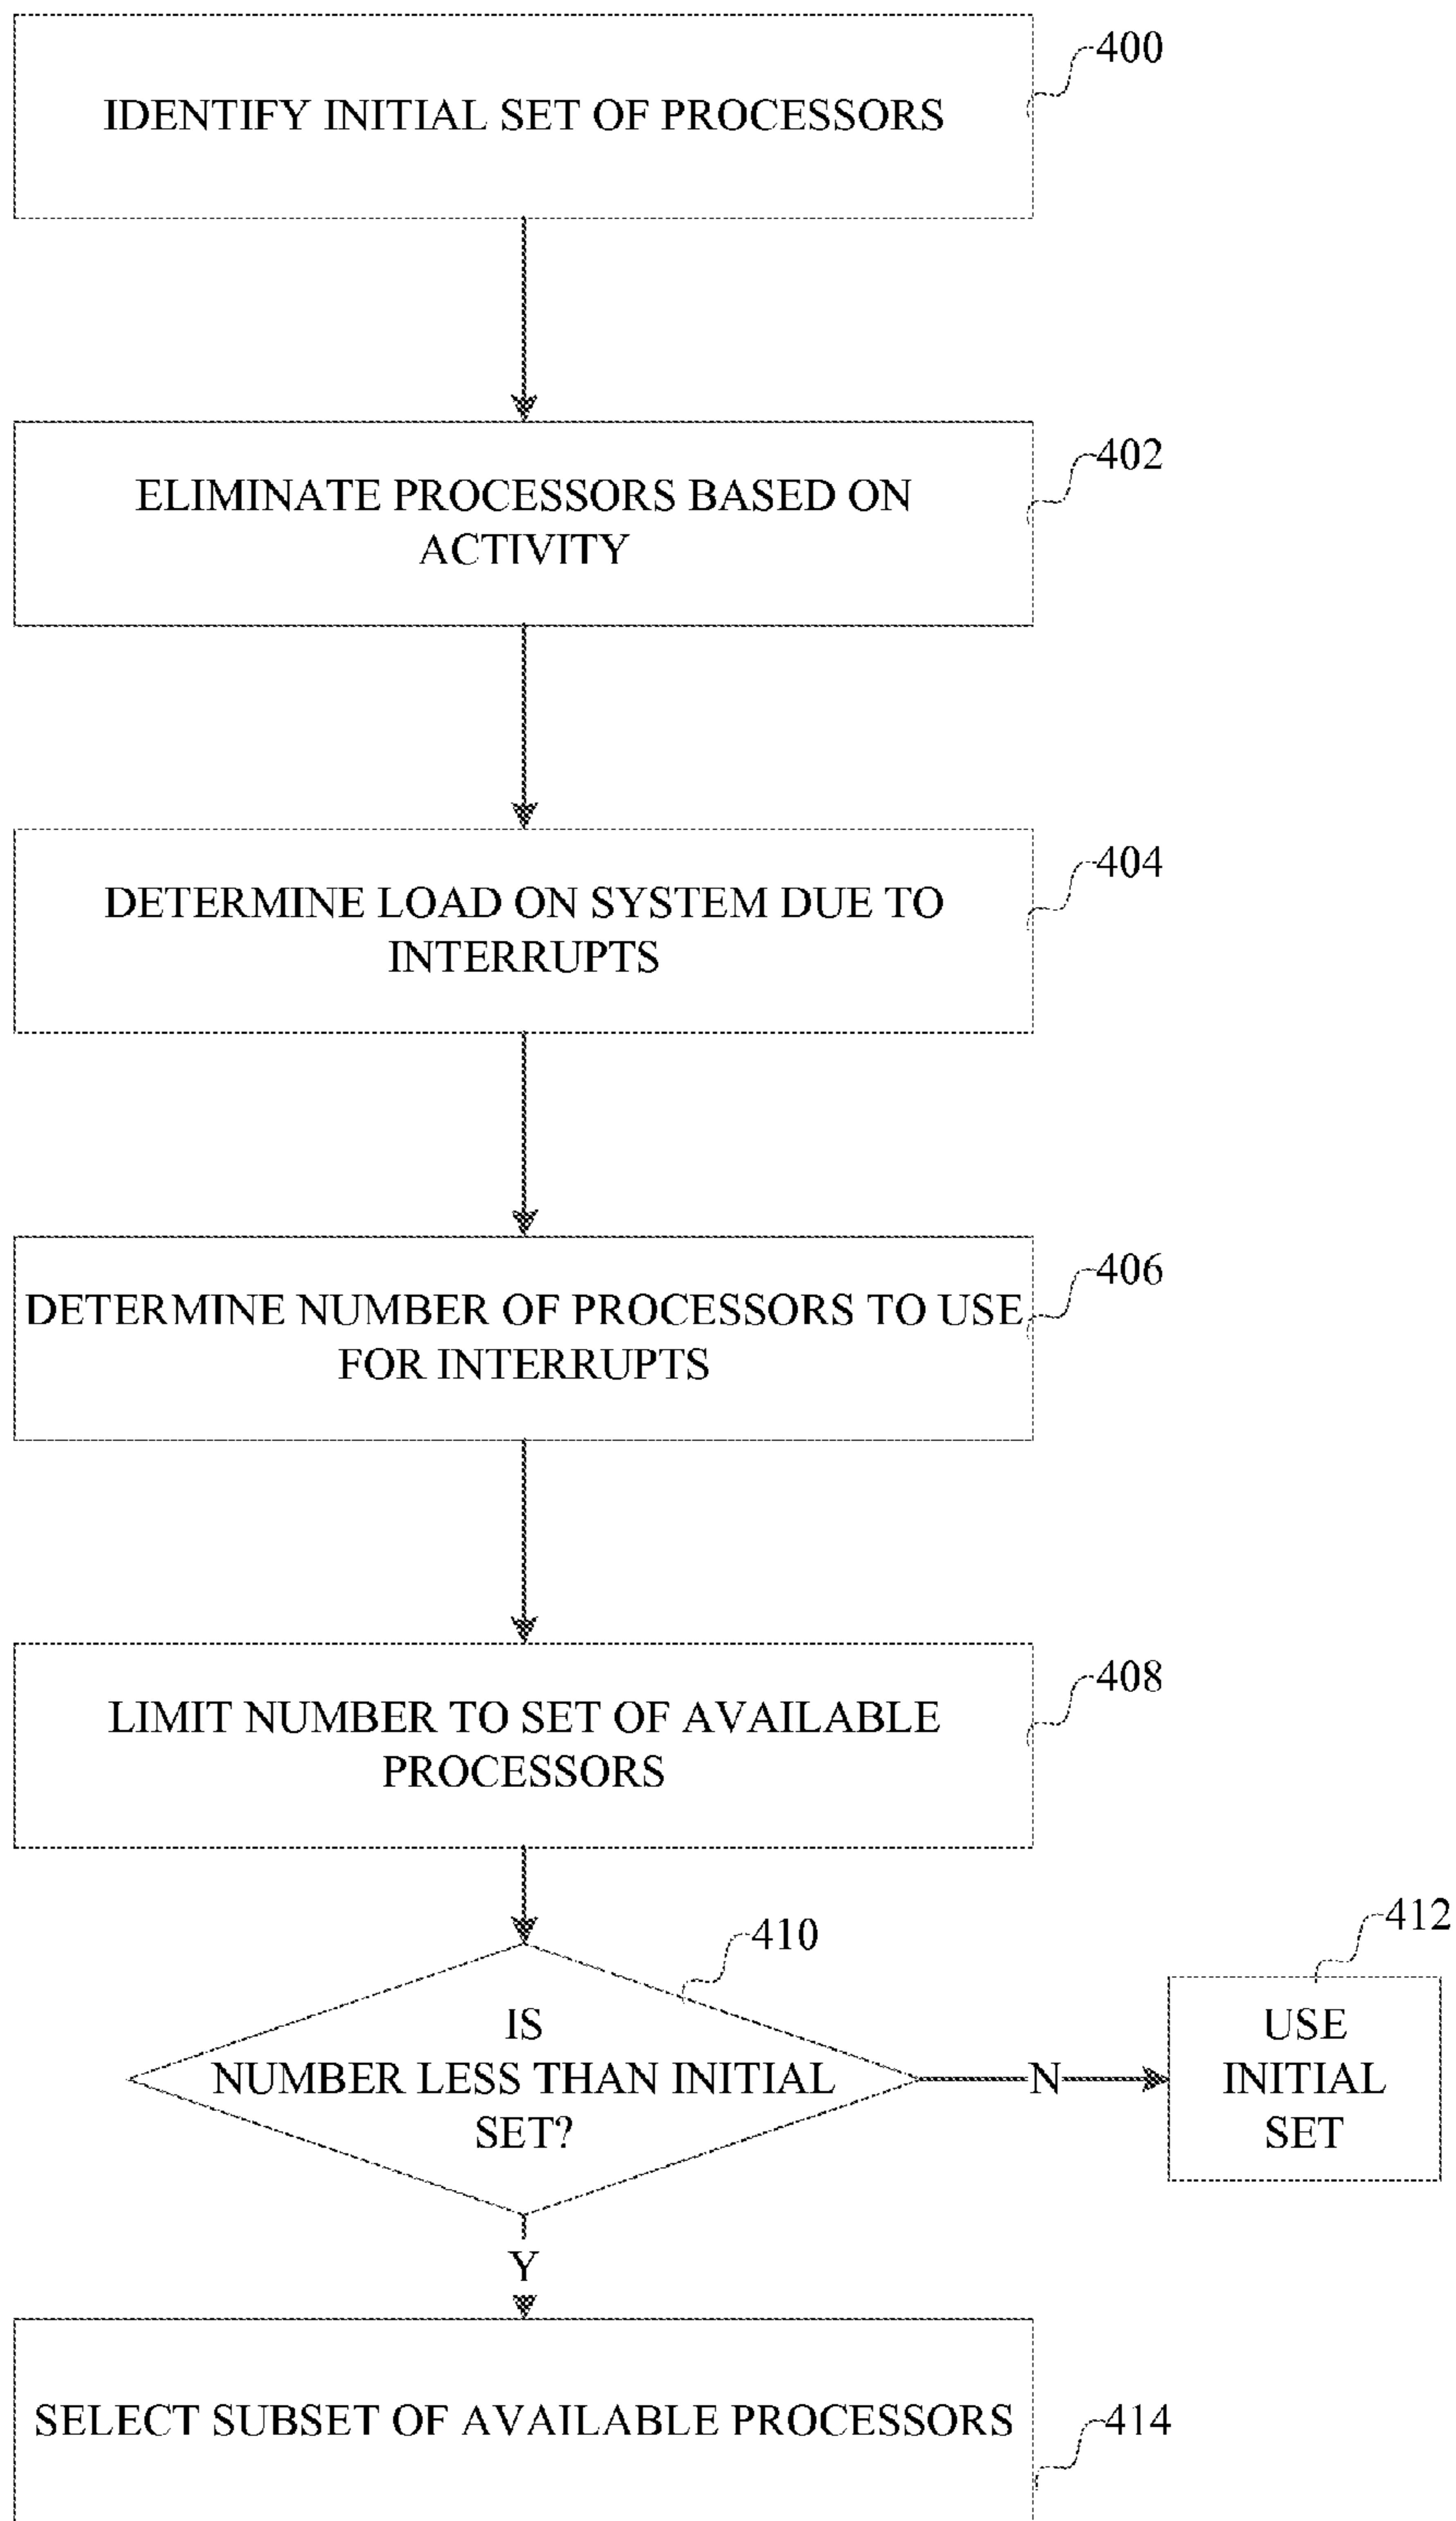 400
IDENTIFY INITIAL SET OF PROCESSORS
402
ELIMINATE PROCESSORS BASED ON
ACTIVITY
404
DETERMINE LOAD ON SYSTEM DUE TO
INTERRUPTS
406
DETERMINE NUMBER OF PROCESSORS TO USE
FOR INTERRUPTS
408
LIMIT NUMBER TO SET OF AVAILABLE
PROCESSORS
410
IS
NUMBER LESS THAN INITIAL
SET?
N
412
USE
INITIAL
SET
Y
SELECT SUBSET OF AVAILABLE PROCESSORS
414